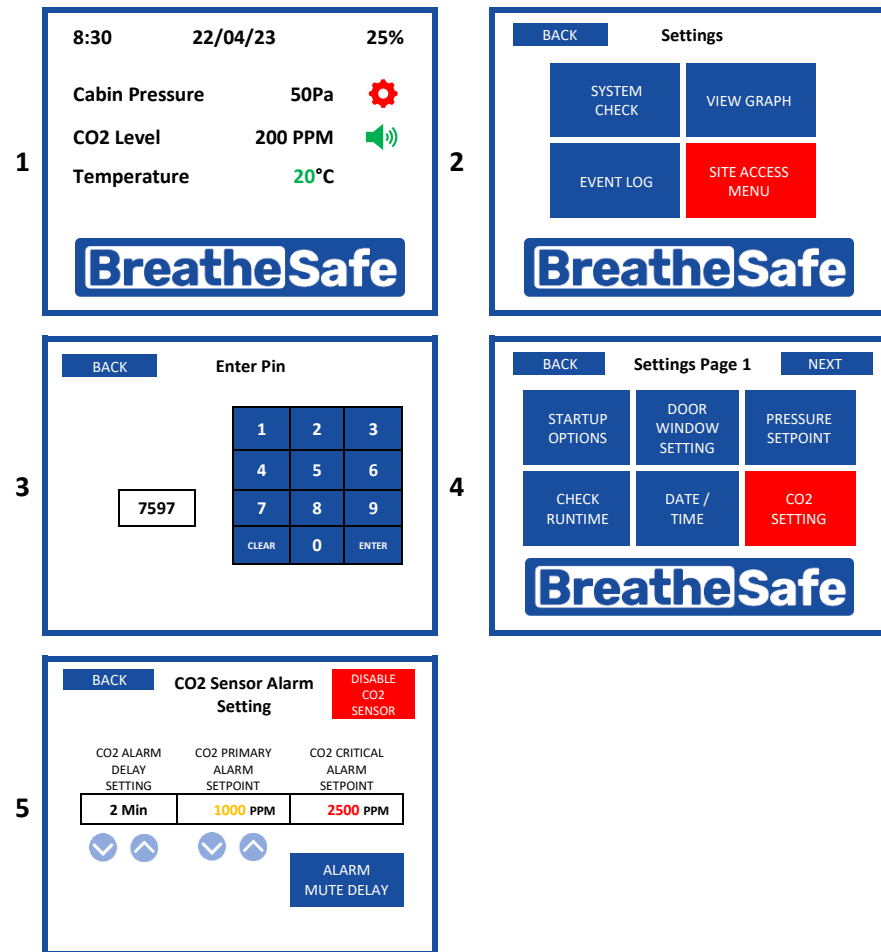 1
8:30 22/04/23 25%
Cabin Pressure 50Pa
CO2 Level 200 PPM
Temperature 20°C
BreatheSafe
2
BACK Settings
SYSTEM
CHECK
VIEW GRAPH
EVENT LOG
SITE ACCESS
MENU
BreatheSafe
3
BACK Enter Pin
7597
1 2 3
4 5 6
7 8 9
CLEAR 0 ENTER
4
BACK Settings Page 1 NEXT
STARTUP
OPTIONS
DOOR
WINDOW
SETTING
PRESSURE
SETPOINT
CHECK
RUNTIME
DATE /
TIME
CO2
SETTING
BreatheSafe
5
BACK
CO2 Sensor Alarm
Setting
DISABLE
CO2
SENSOR
CO2 ALARM
DELAY
SETTING
CO2 PRIMARY
ALARM
SETPOINT
CO2 CRITICAL
ALARM
SETPOINT
2 Min 1000 PPM 2500 PPM
ALARM
MUTE DELAY